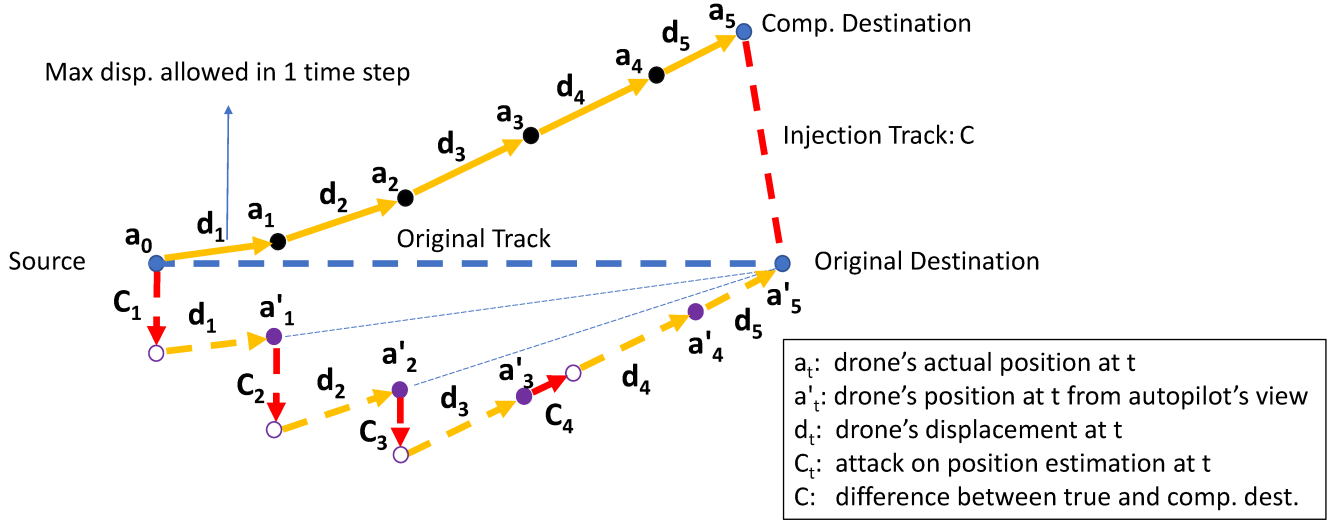 a5 Comp. Destination
d5
a4
Max disp. allowed in 1 time step
d4
a3
Injection Track: C
d3
a2
d2
a1
d1
a0
Original Track
Source
Original Destination
C1
d1
a'1
a'5
d5
a'4
a'2
C2
d2
a'3
d4
d3
C4
C3
at: drone's actual position at t
a't: drone's position at t from autopilot's view
dt: drone's displacement at t
Ct: attack on position estimation at t
C: difference between true and comp. dest.